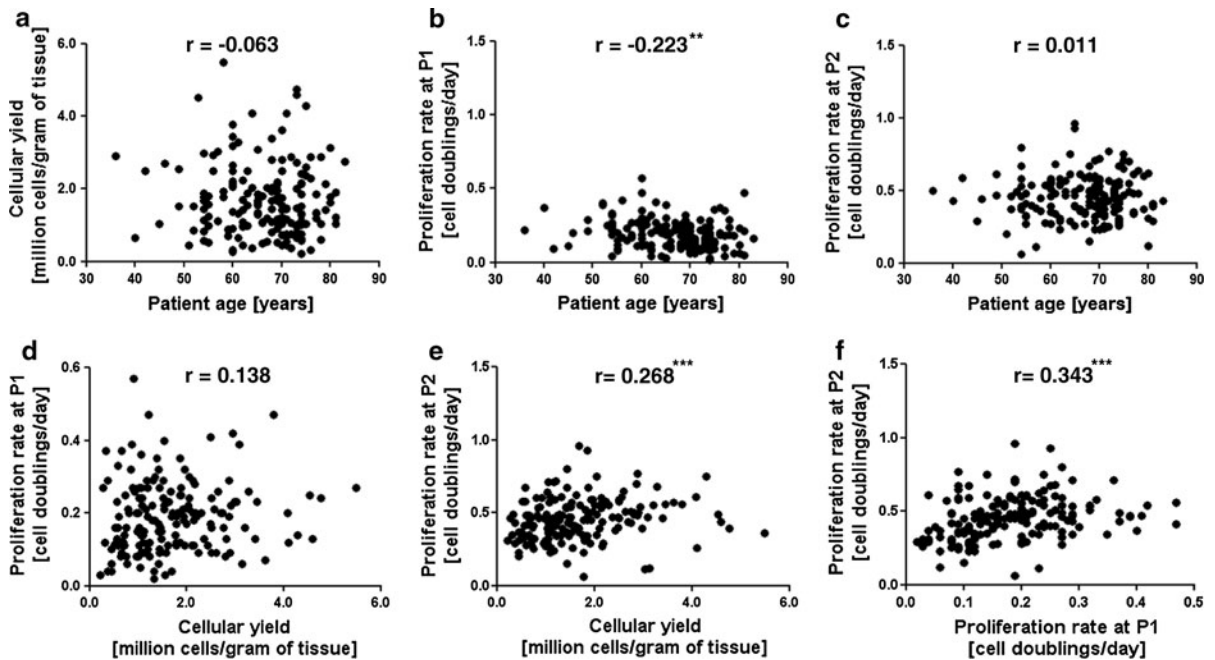 a
r = -0.063
Cellular yield
[million cells/gram of tissue]
6.0
4.0
2.0
0.0
30 40 50 60 70 80 90
Patient age [years]
b
r = -0.223**
Proliferation rate at P1
[cell doublings/day]
1.5
1.0
0.5
0.0
30 40 50 60 70 80 90
Patient age [years]
c
r = 0.011
Proliferation rate at P2
[cell doublings/day]
1.5
1.0
0.5
0.0
30 40 50 60 70 80 90
Patient age [years]
d
r = 0.138
Proliferation rate at P1
[cell doublings/day]
0.6
0.4
0.2
0.0
0.0 2.0 4.0 6.0
Cellular yield
[million cells/gram of tissue]
e
r= 0.268***
Proliferation rate at P2
[cell doublings/day]
1.5
1.0
0.5
0.0
0.0 2.0 4.0 6.0
Cellular yield
[million cells/gram of tissue]
f
r= 0.343***
Proliferation rate at P2
[cell doublings/day]
1.5
1.0
0.5
0.0
0.0 0.1 0.2 0.3 0.4 0.5
Proliferation rate at P1
[cell doublings/day]